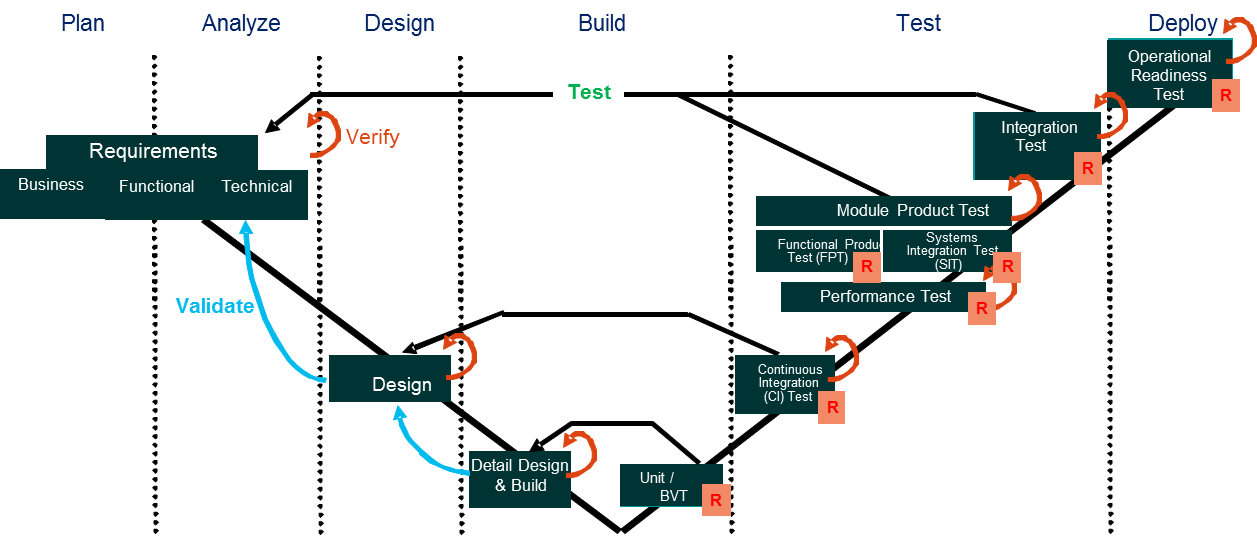 Plan Analyze Design Build Test Deploy
Operational
Readiness
Test
R
Test
Integration
Test
R
Verify
Requirements
Business Functional Technical
Module Product Test
Functional Produ
Test (FPT)
R
Systems
Integration Test
(SIT)
R
Performance Test
R
Validate
Design
Continuous
Integration
(CI) Test
R
Detail Design
& Build
Unit /
BVT
R